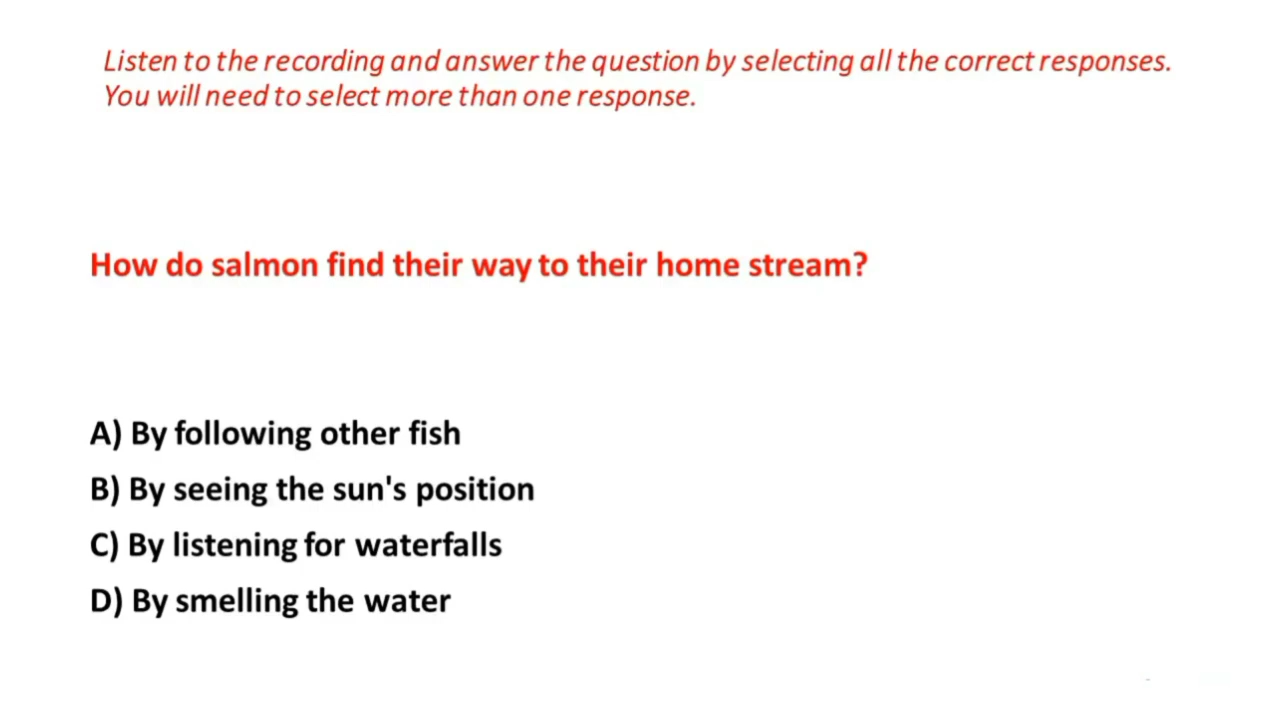 Listen to the recording and answer the question by selecting all the correct responses.
You will need to select more than one response.
How do salmon find their way to their home stream?
A) By following other fish
B) By seeing the sun's position
C) By listening for waterfalls
D) By smelling the water